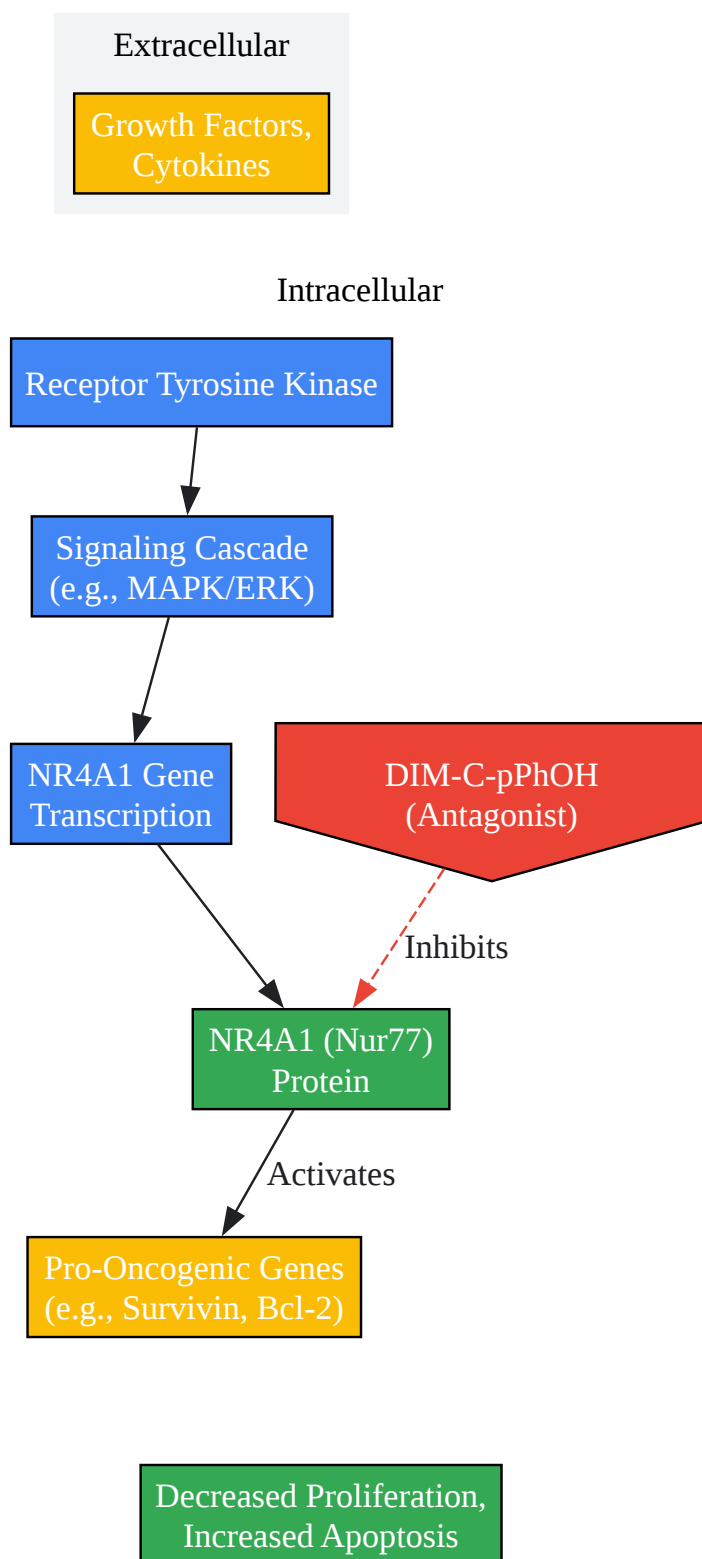 Extracellular
Growth Factors,
Cytokines
Intracellular
Receptor Tyrosine Kinase
Signaling Cascade
(e.g., MAPK/ERK)
NR4A1 Gene
Transcription
DIM-C-pPhOH
(Antagonist)
Inhibits
NR4A1 (Nur77)
Protein
Activates
Pro-Oncogenic Genes
(e.g., Survivin, Bcl-2)
Decreased Proliferation,
Increased Apoptosis